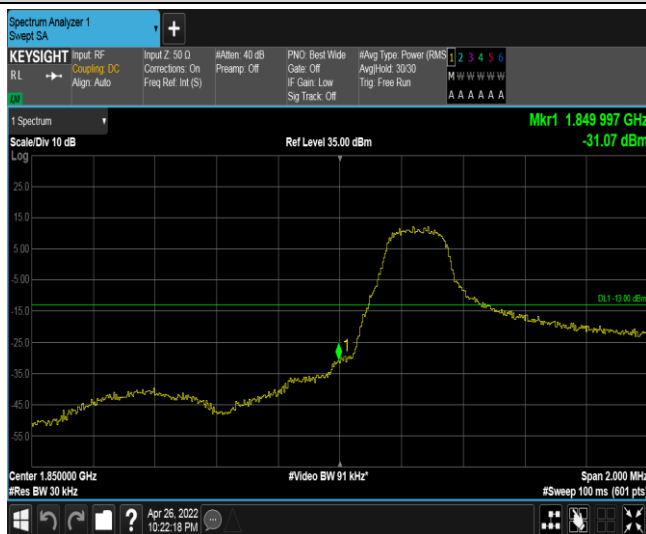 Spectrum Analyzer 1
Swept SA
KEYSIGHT
RL
Input: RF
Coupling: DC
Align: Auto
Input Z: 50 Ω
Corrections: On
Freq Ref: Int (S)
#Atten: 40 dB
Preamp: Off
PNO: Best Wide
Gate: Off
IF Gain: Low
Sig Track: Off
#Avg Type: Power (RMS
Avg|Hold: 30/30
Trig: Free Run
1 2 3 4 5 6
M W W W W W
A A A A A A
1 Spectrum
Scale/Div 10 dB
Ref Level 35.00 dBm
Mkr1 1.849 997 GHz
-31.07 dBm
Log
25.0
15.0
5.00
-5.00
-15.0
-25.0
-35.0
-45.0
-55.0
DL1 -13.00 dBm
1
Center 1.850000 GHz
#Video BW 91 kHz*
Span 2.000 MHz
#Res BW 30 kHz
#Sweep 100 ms (601 pts)
?
Apr 26, 2022
10:22:18 PM